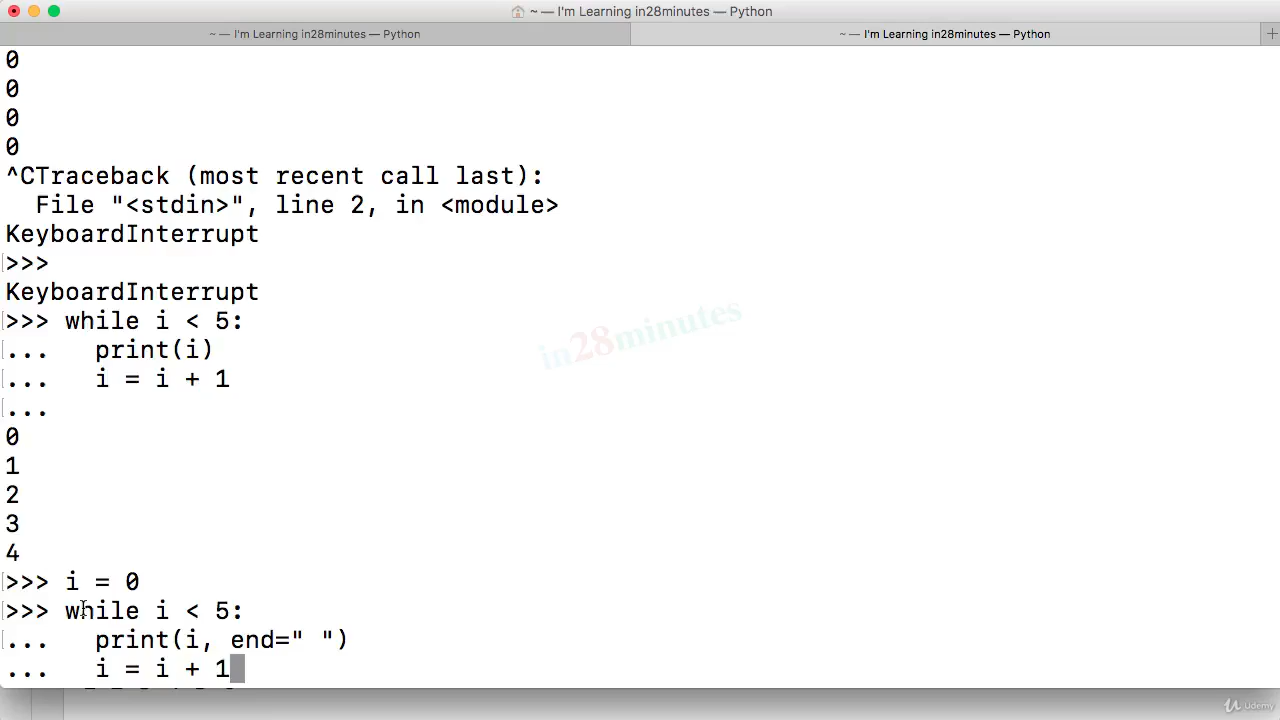 ~ — I'm Learning in28minutes — Python
~ — I'm Learning in28minutes — Python
~ — I'm Learning in28minutes — Python
0
0
0
0
^CTraceback (most recent call last):
  File "<stdin>", line 2, in <module>
KeyboardInterrupt
>>>
KeyboardInterrupt
>>> while i < 5:
...   print(i)
...   i = i + 1
...
0
1
2
3
4
>>> i = 0
>>> while i < 5:
...   print(i, end=" ")
...   i = i + 1
in28minutes
Udemy